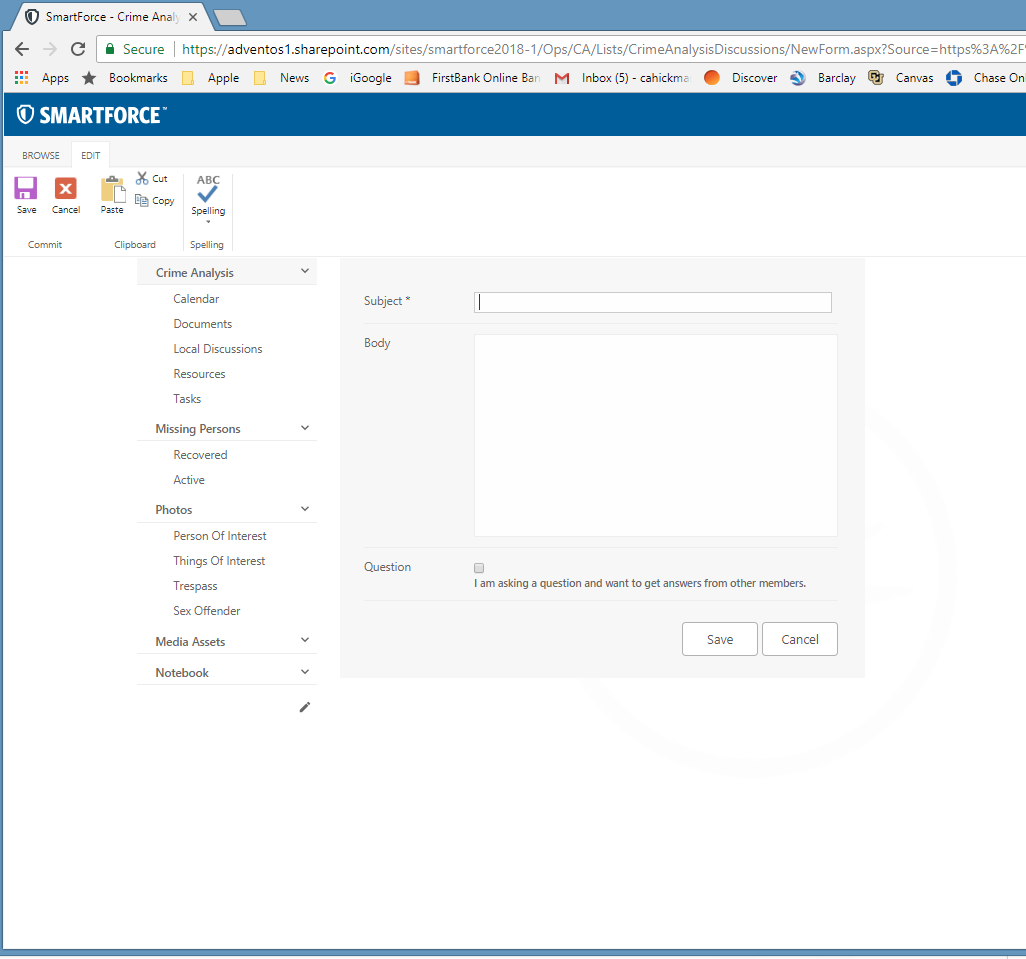 SmartForce - Crime Analy
Secure https://adventos1.sharepoint.com/sites/smartforce2018-1/Ops/CA/Lists/CrimeAnalysisDiscussions/NewForm.aspx?Source=https%3A%2F%
Apps Bookmarks Apple News iGoogle FirstBank Online Ban Inbox (5) - cahickma Discover Barclay Canvas Chase Onl
SMARTFORCE™
BROWSE EDIT
Save Cancel Paste Cut Copy ABC Spelling
Commit Clipboard Spelling
Crime Analysis
Calendar
Documents
Local Discussions
Resources
Tasks
Missing Persons
Recovered
Active
Photos
Person Of Interest
Things Of Interest
Trespass
Sex Offender
Media Assets
Notebook
Subject *
Body
Question
I am asking a question and want to get answers from other members.
Save Cancel